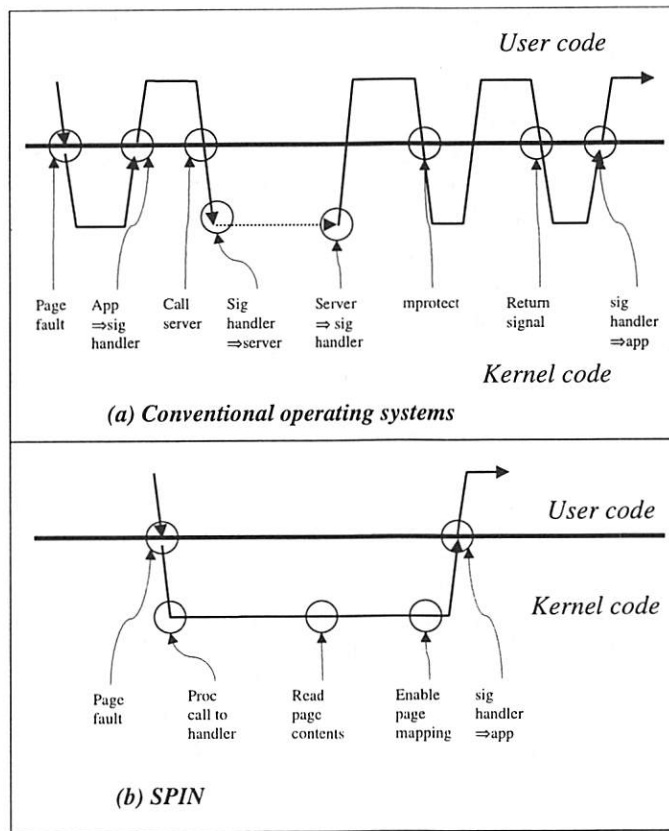 User code
Page
fault
App
⇒sig
handler
Call
server
Sig
handler
⇒server
Server
⇒ sig
handler
mprotect
Return
signal
sig
handler
⇒app
Kernel code
(a) Conventional operating systems
User code
Kernel code
Page
fault
Proc
call to
handler
Read
page
contents
Enable
page
mapping
sig
handler
⇒app
(b) SPIN